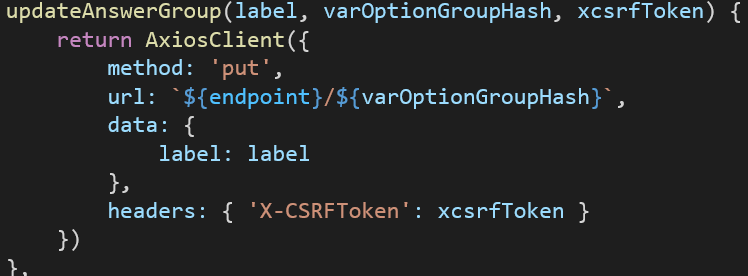 updateAnswerGroup(label, varOptionGroupHash, xcsrfToken) {
    return AxiosClient({
        method: 'put',
        url: `${endpoint}/${varOptionGroupHash}`,
        data: {
            label: label
        },
        headers: { 'X-CSRFToken': xcsrfToken }
    })
},